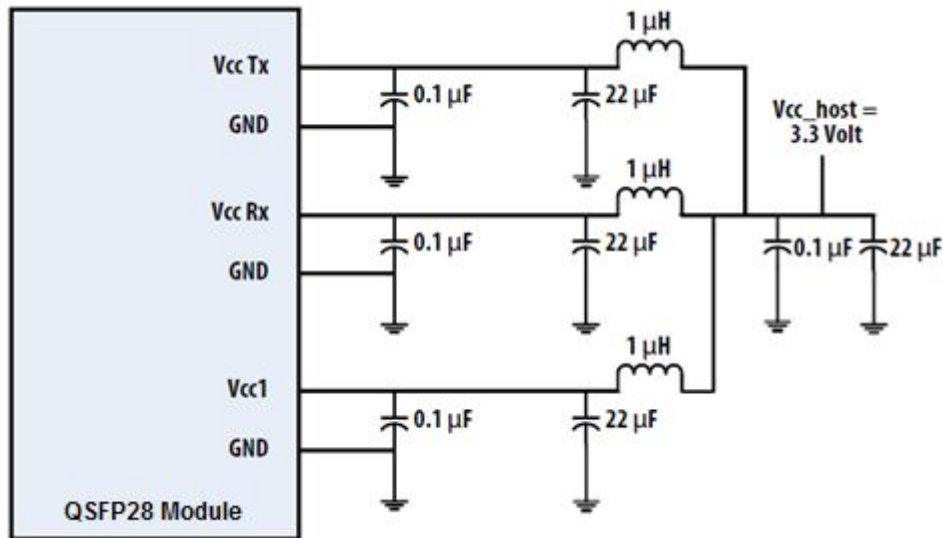 1 μH
Vcc Tx
0.1 μF
22 μF
GND
Vcc_host =
3.3 Volt
1 μH
Vcc Rx
0.1 μF
22 μF
0.1 μF
22 μF
GND
1 μH
Vcc1
0.1 μF
22 μF
GND
QSFP28 Module